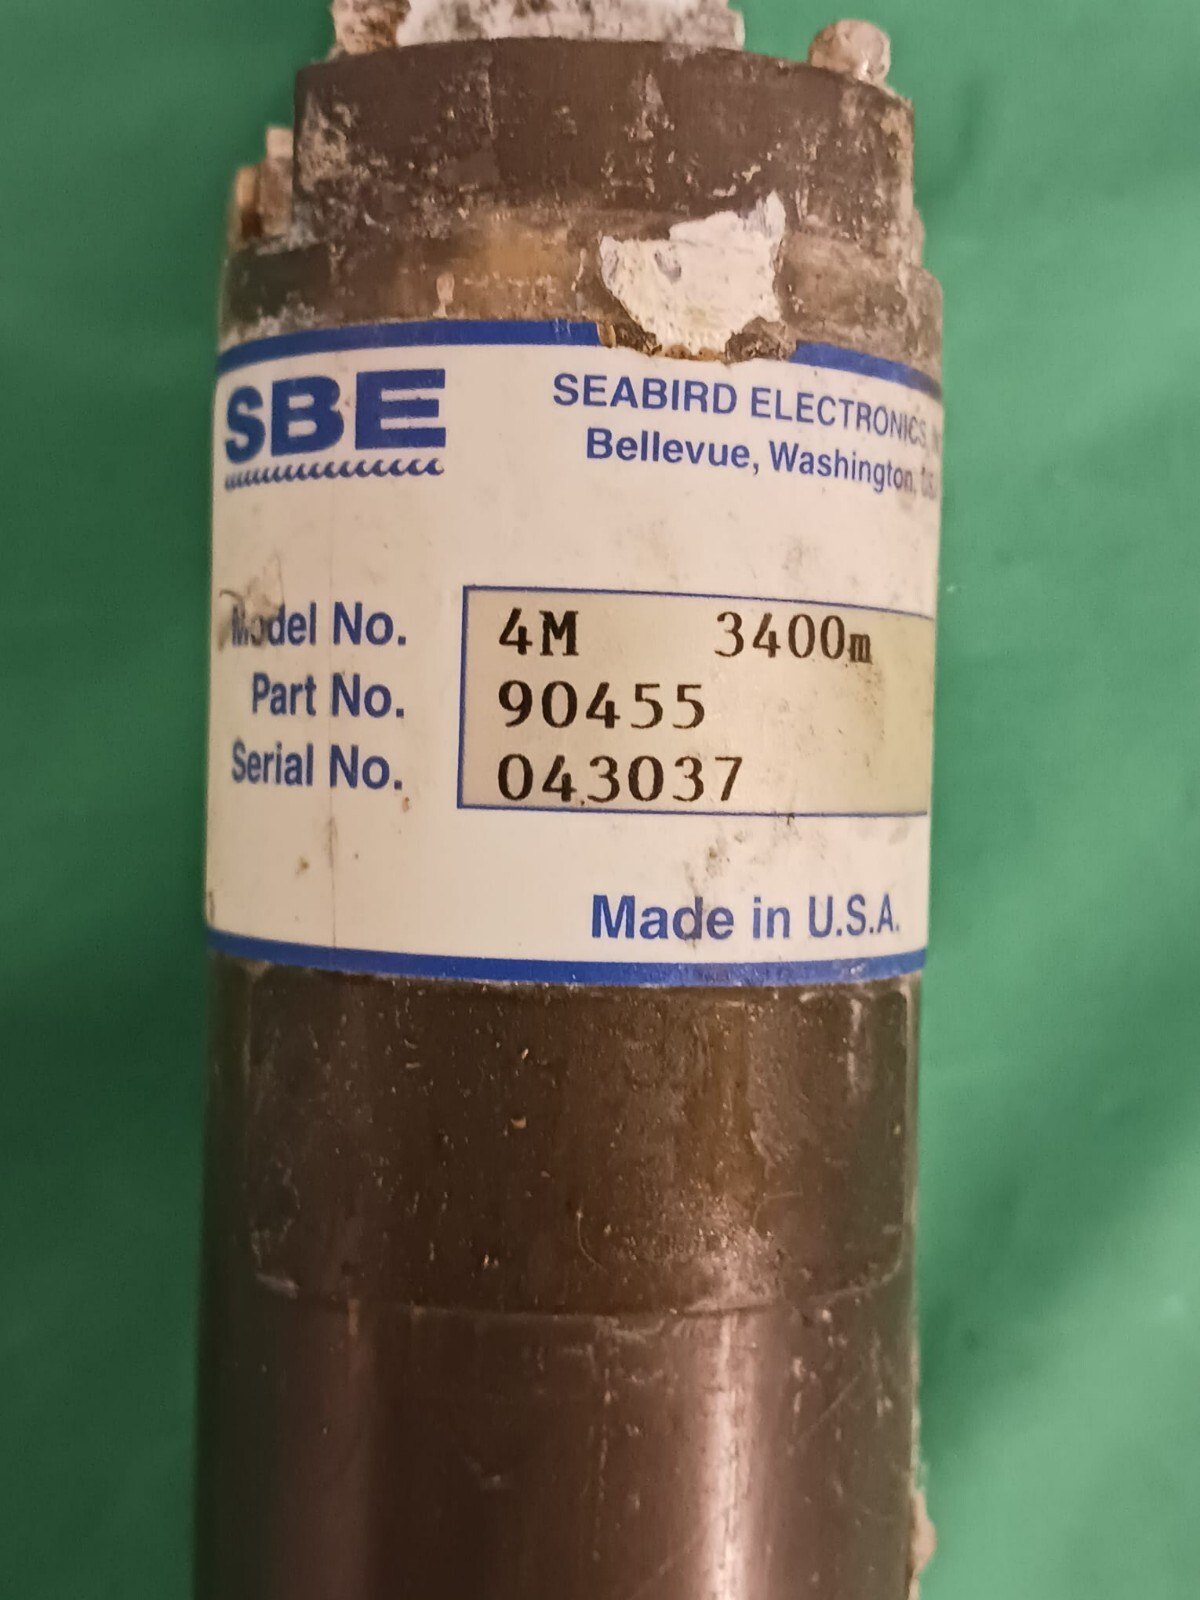 SBE
SEABIRD ELECTRONICS,
Bellevue, Washington,
Model No. 4M 3400m
Part No. 90455
Serial No. 043037
Made in U.S.A.